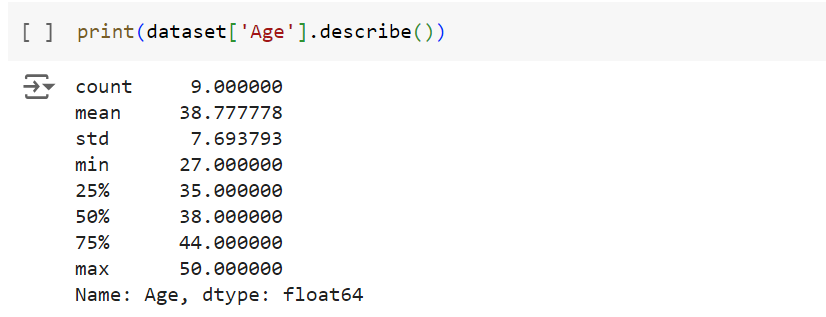 [ ] print(dataset['Age'].describe())
count     9.000000
mean     38.777778
std       7.693793
min      27.000000
25%      35.000000
50%      38.000000
75%      44.000000
max      50.000000
Name: Age, dtype: float64